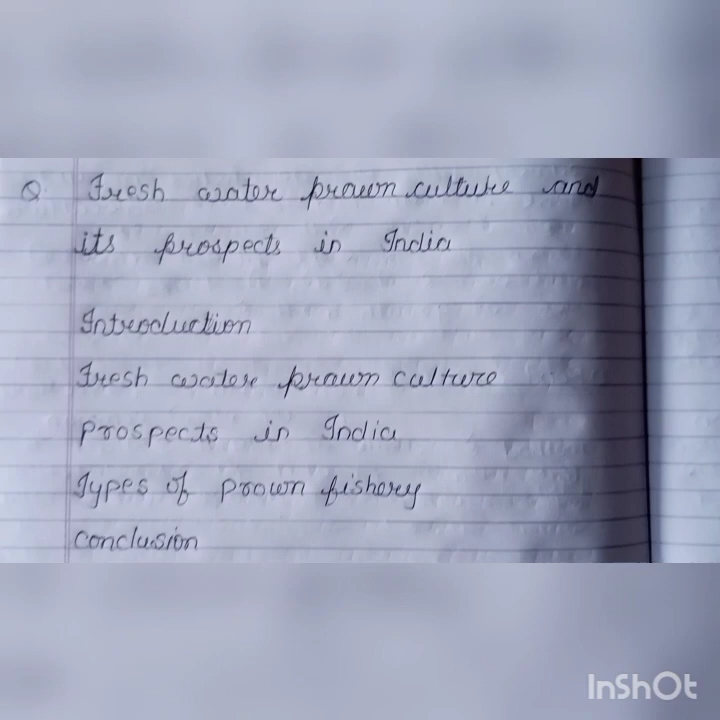 Q. Fresh water prawn culture and
its prospects in India
Introduction
Fresh water prawn culture
prospects in India
Types of prown fishery
conclusion
InShOt